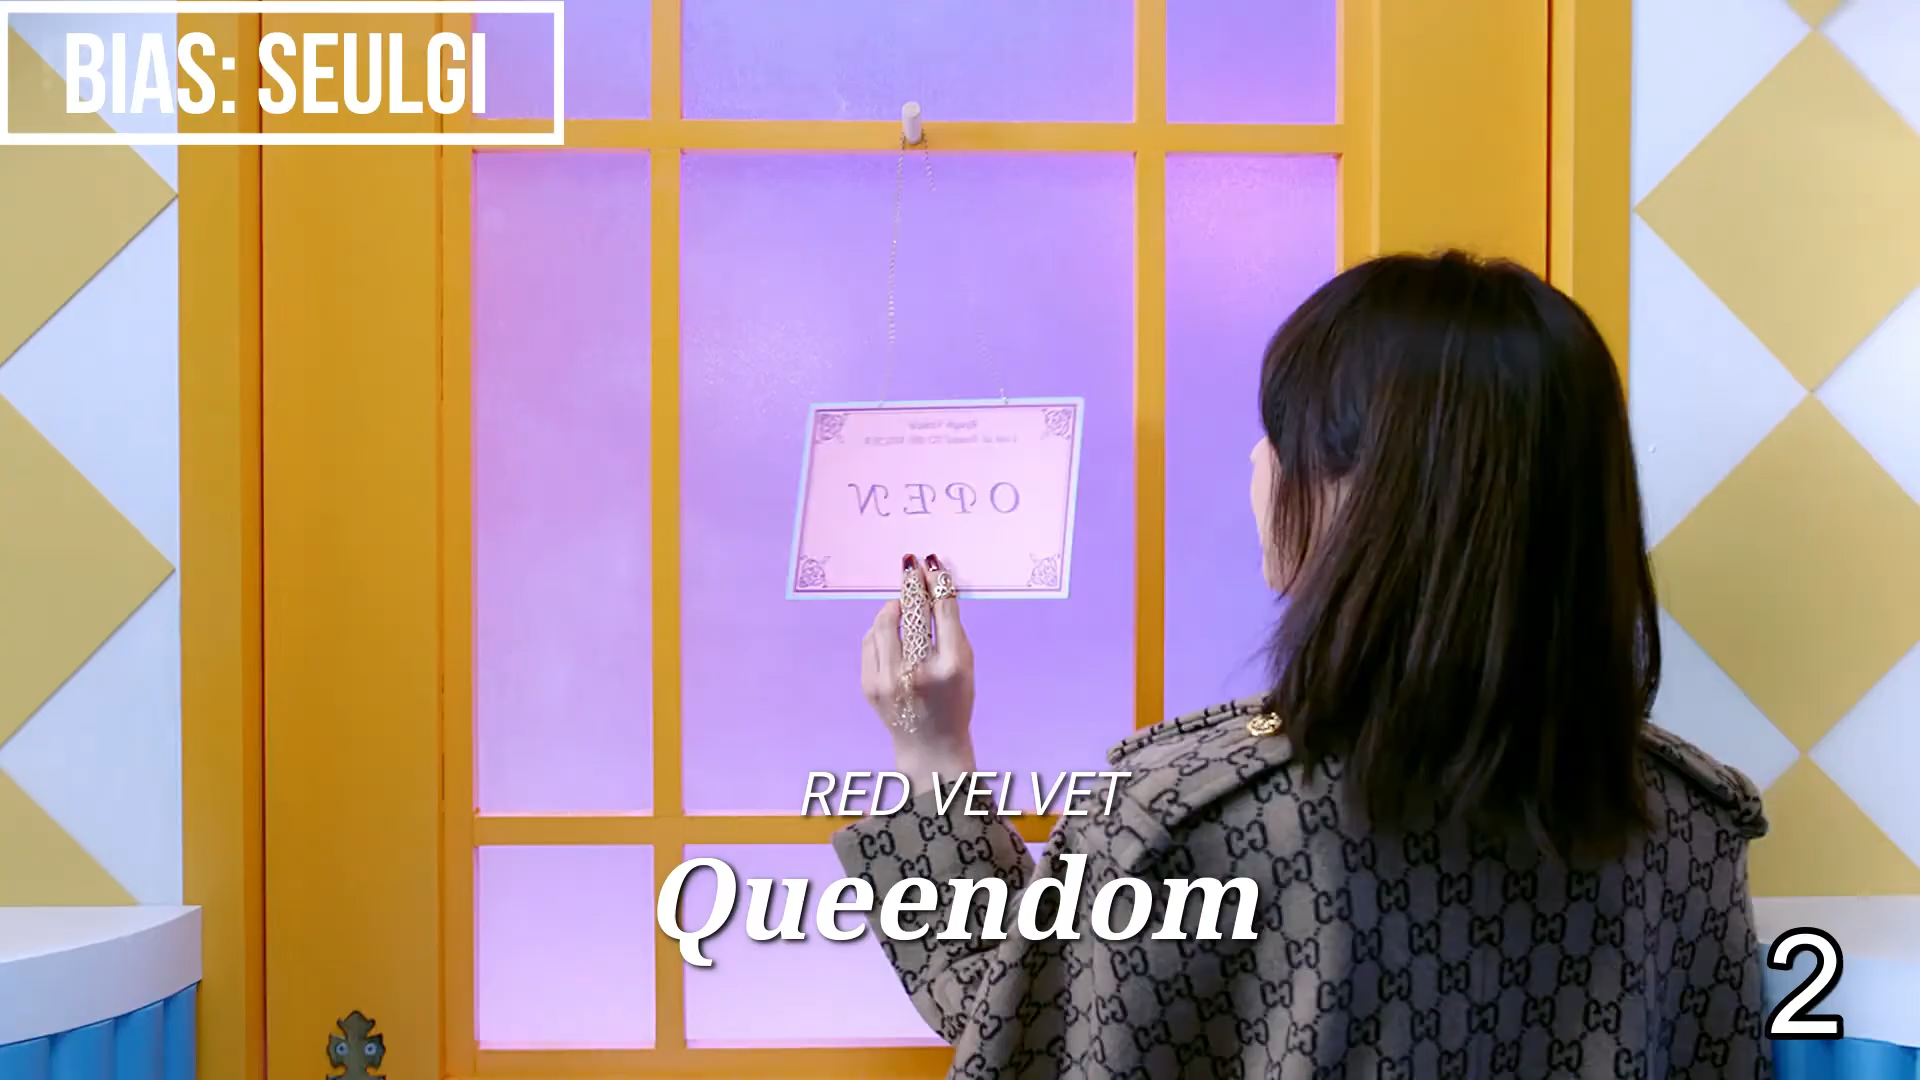 BIAS: SEULGI
OPEN
RED VELVET
Queendom
2